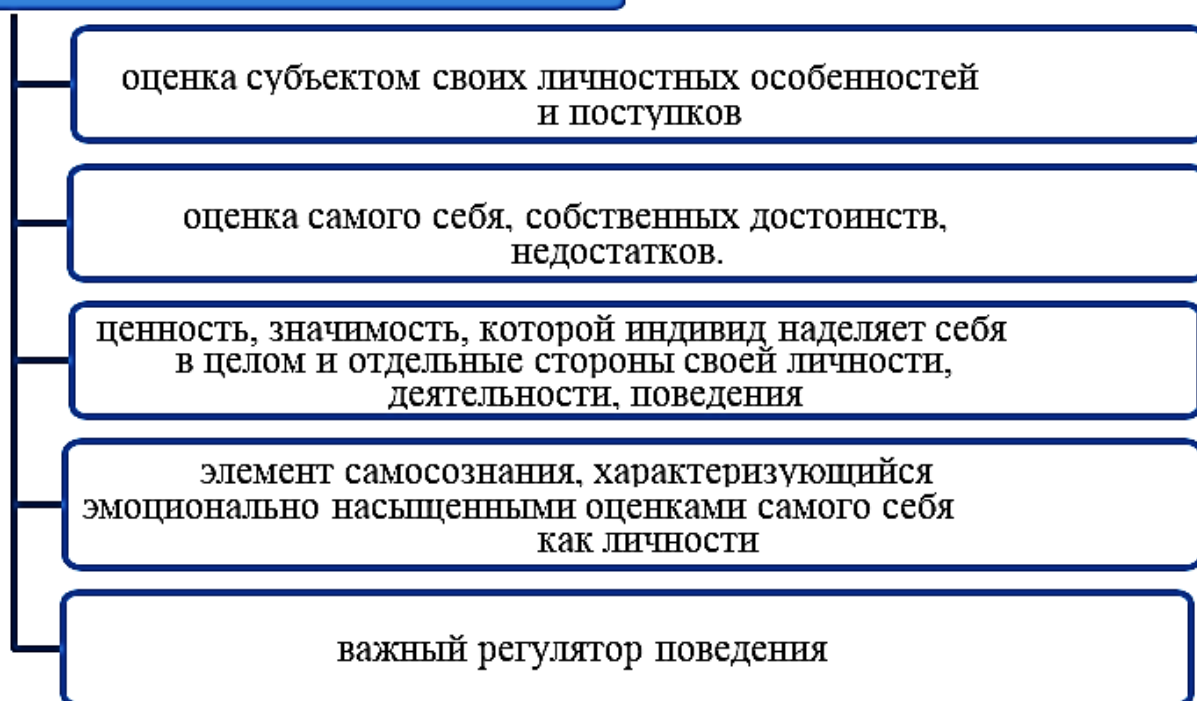 оценка субъектом своих личностных особенностей
и поступков
оценка самого себя, собственных достоинств,
недостатков.
ценность, значимость, которой индивид наделяет себя
в целом и отдельные стороны своей личности,
деятельности, поведения
элемент самосознания, характеризующийся
эмоционально насыщенными оценками самого себя
как личности
важный регулятор поведения